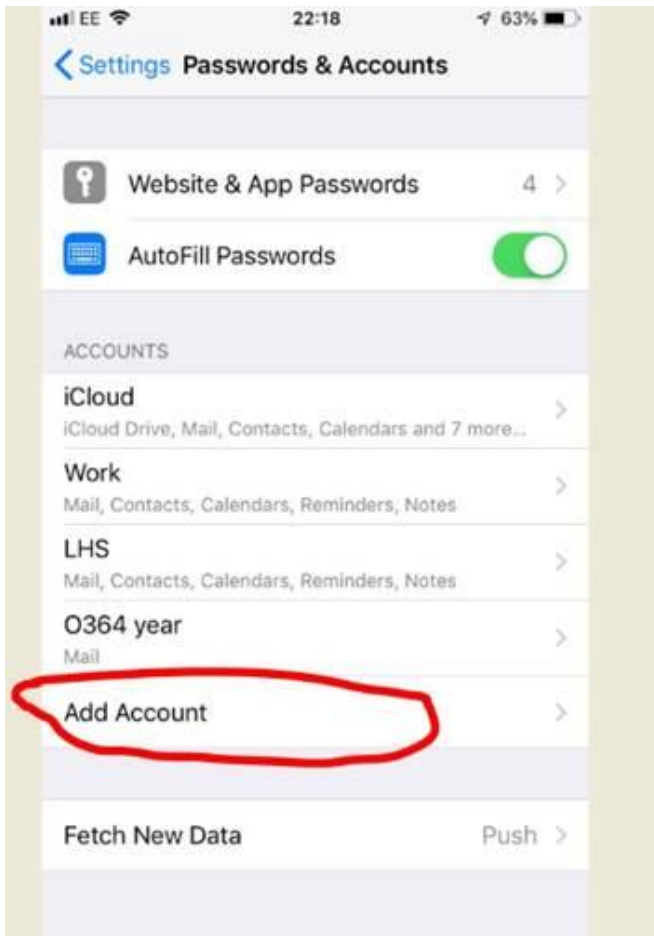 EE 22:18 63%
Settings Passwords & Accounts
Website & App Passwords 4
AutoFill Passwords
ACCOUNTS
iCloud
iCloud Drive, Mail, Contacts, Calendars and 7 more...
Work
Mail, Contacts, Calendars, Reminders, Notes
LHS
Mail, Contacts, Calendars, Reminders, Notes
O364 year
Mail
Add Account
Fetch New Data Push